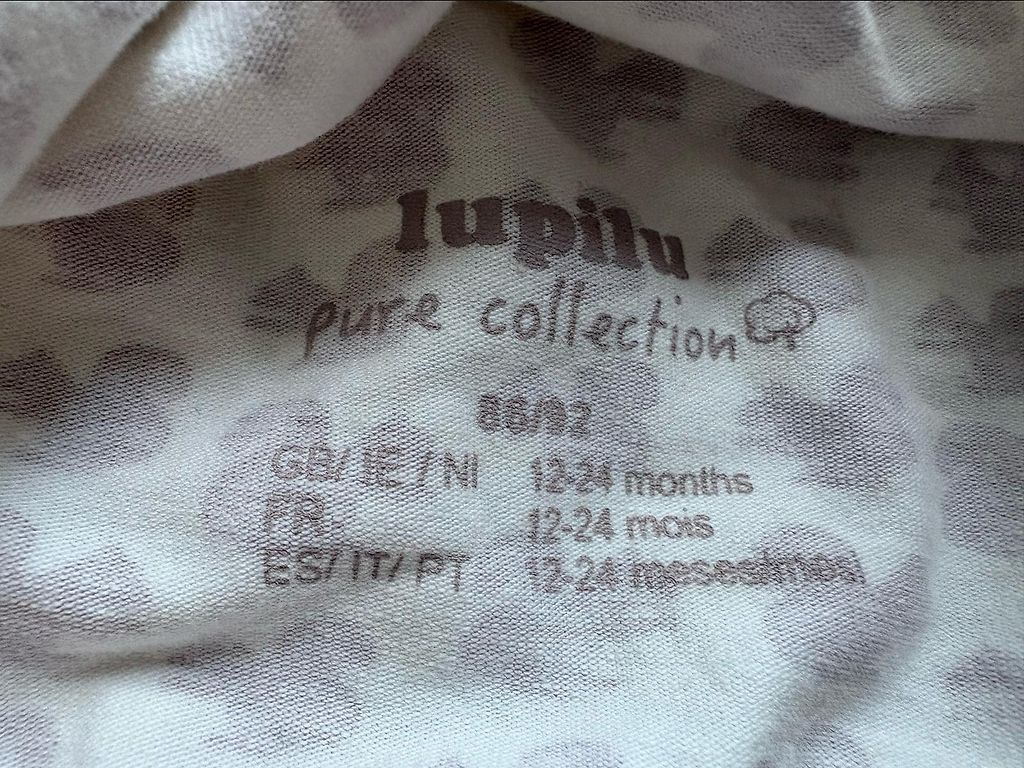 lupilu
pure collection
86/92
GB/ IE / NI 12-24 months
FR 12-24 mois
ES/ IT/ PT 12-24